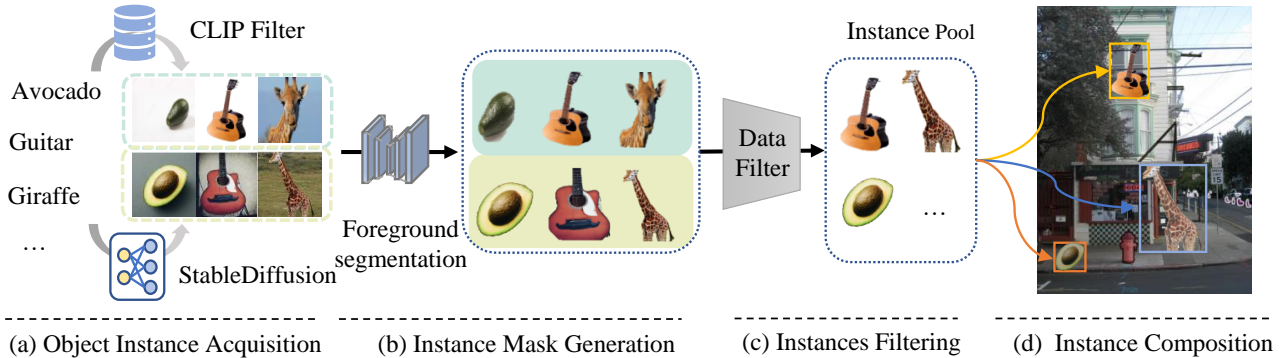 CLIP Filter
Avocado
Guitar
Giraffe
…
StableDiffusion
Foreground
segmentation
Data
Filter
Instance Pool
…
(a) Object Instance Acquisition
(b) Instance Mask Generation
(c) Instances Filtering
(d) Instance Composition